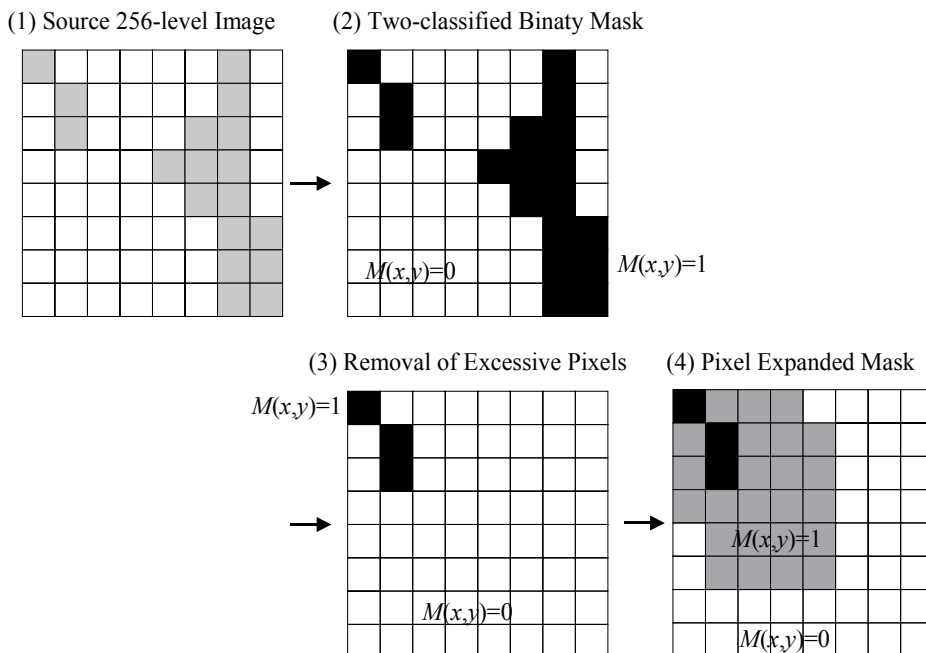 (1) Source 256-level Image
(2) Two-classified Binaty Mask
M(x,y)=0
M(x,y)=1
(3) Removal of Excessive Pixels
(4) Pixel Expanded Mask
M(x,y)=1
M(x,y)=1
M(x,y)=0
M(x,y)=0